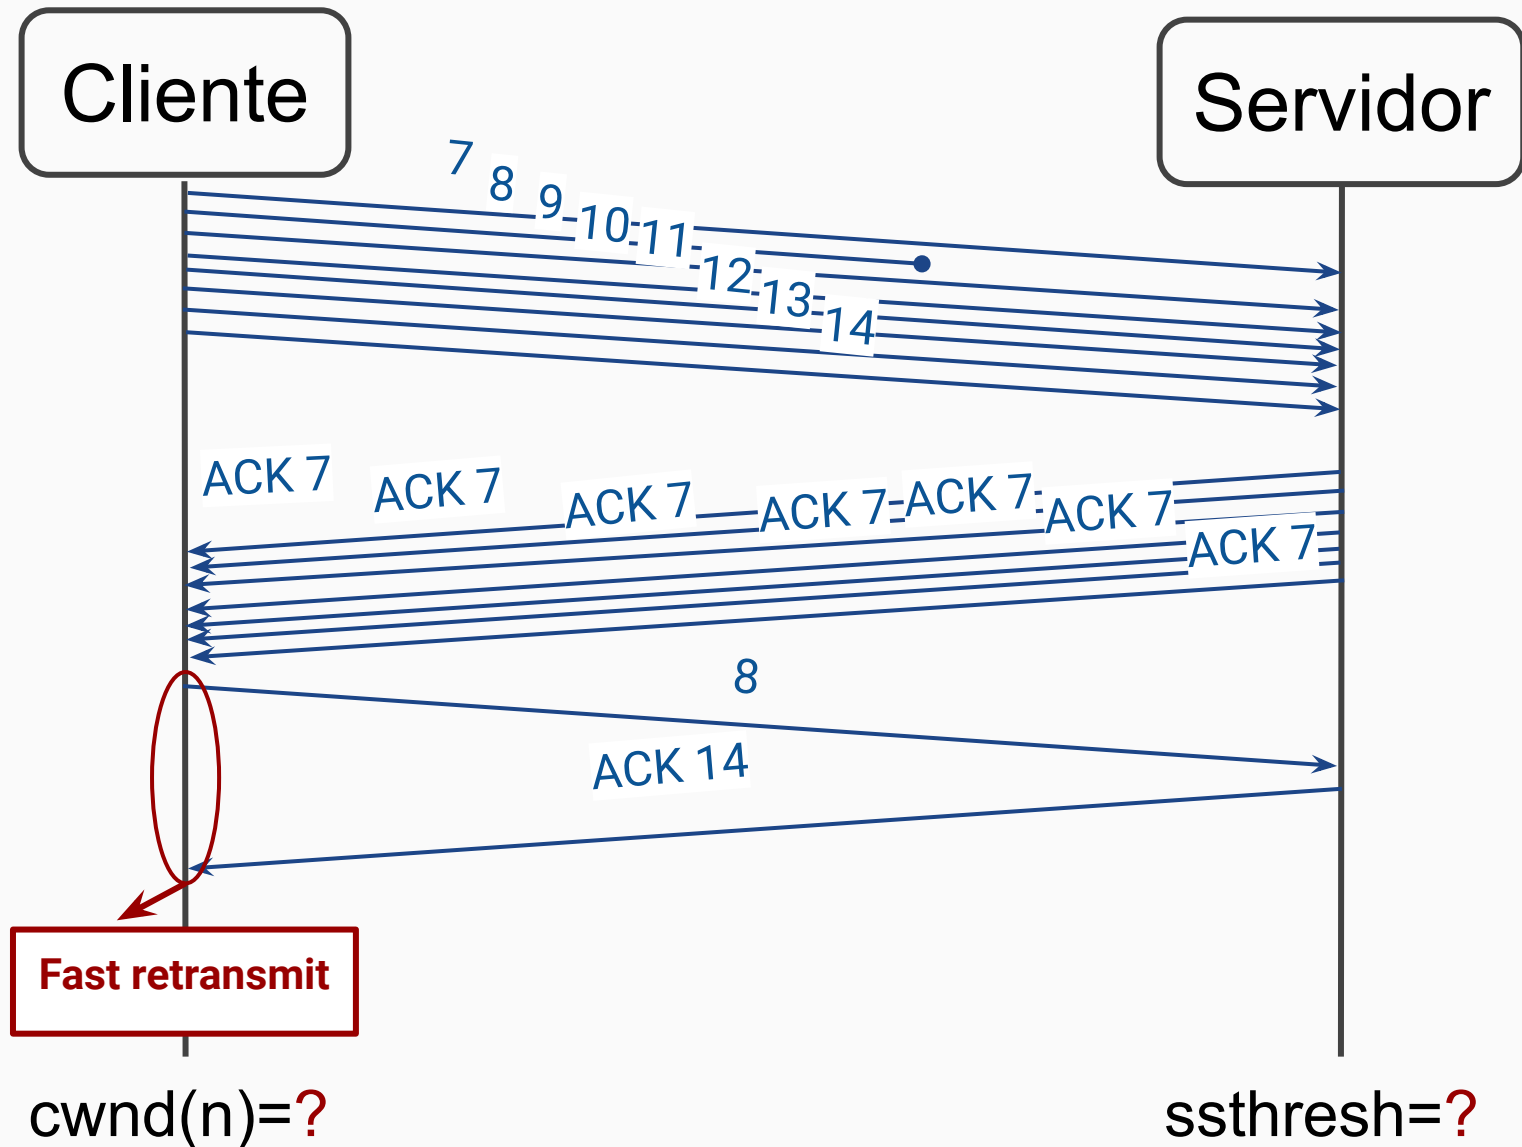 Cliente
Servidor
7
8
9
10
11
12
13
14
ACK 7
ACK 7
ACK 7
ACK 7
ACK 7
ACK 7
ACK 7
8
ACK 14
Fast retransmit
cwnd(n)=?
ssthresh=?